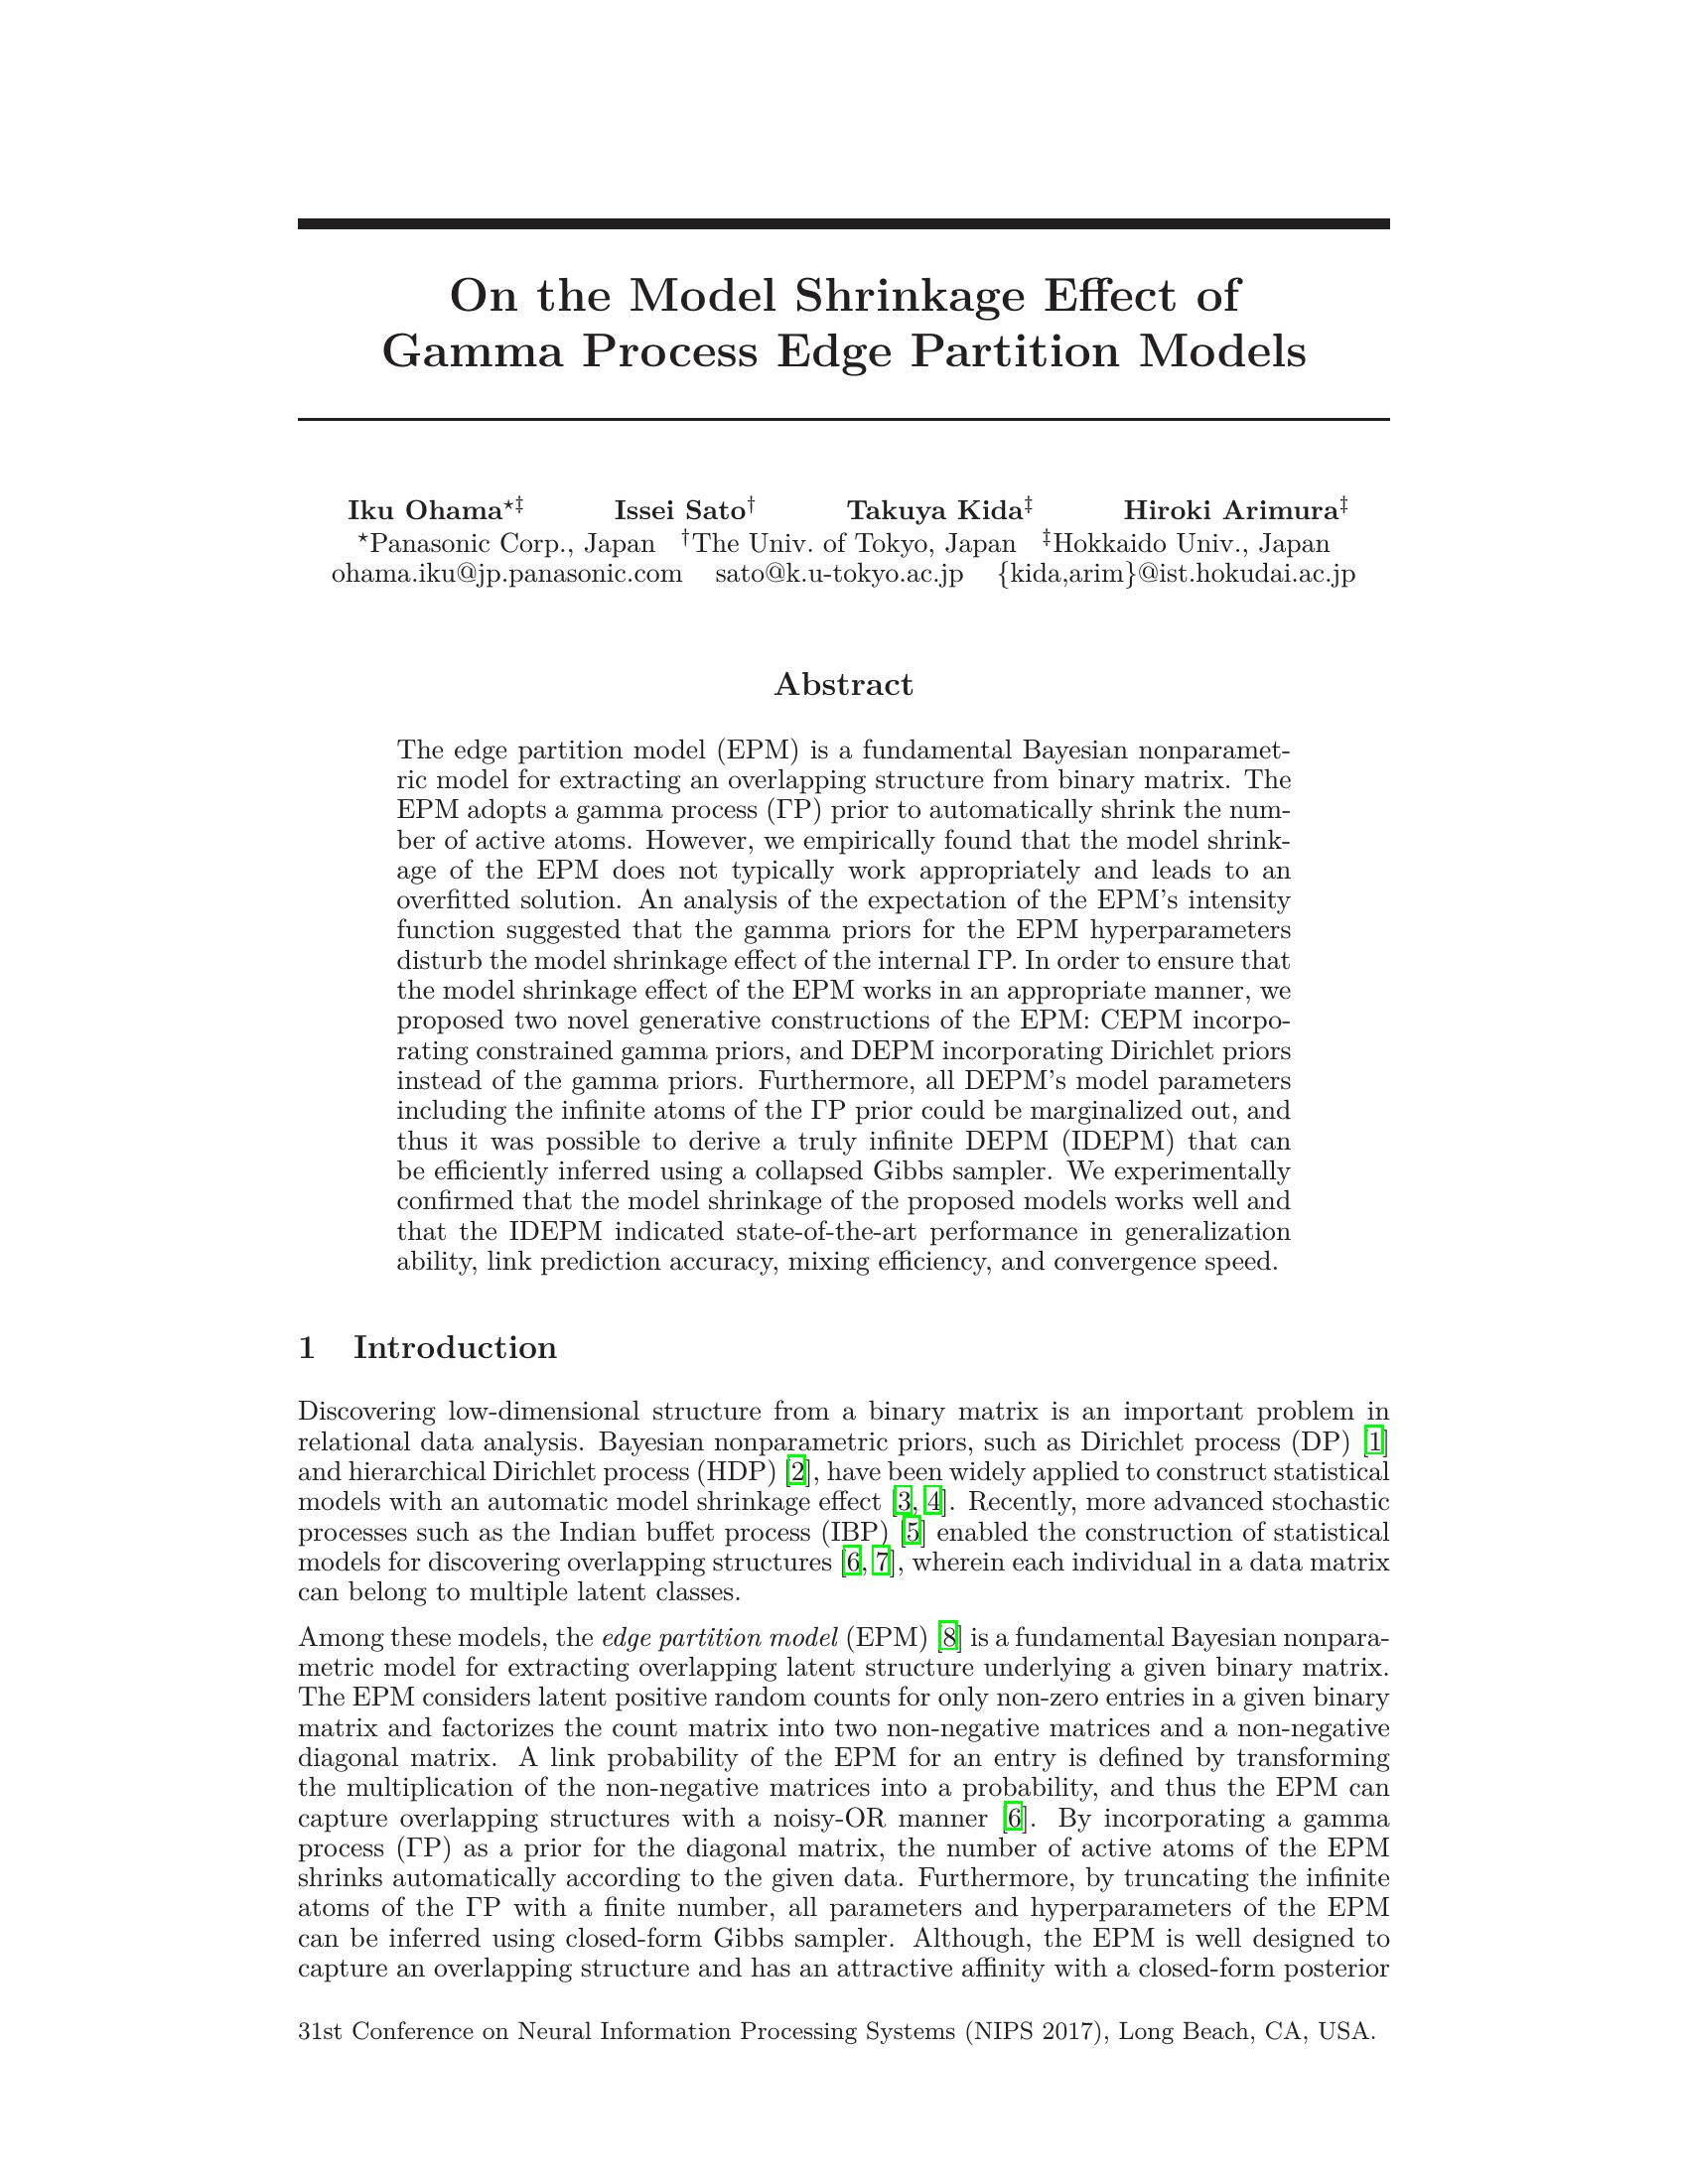 On the Model Shrinkage Effect of
Gamma Process Edge Partition Models
Iku Ohama⋆‡ Issei Sato† Takuya Kida‡ Hiroki Arimura‡
⋆Panasonic Corp., Japan †The Univ. of Tokyo, Japan ‡Hokkaido Univ., Japan
ohama.iku@jp.panasonic.com sato@k.u-tokyo.ac.jp {kida,arim}@ist.hokudai.ac.jp
Abstract
The edge partition model (EPM) is a fundamental Bayesian nonparamet-
ric model for extracting an overlapping structure from binary matrix. The
EPM adopts a gamma process (ΓP) prior to automatically shrink the num-
ber of active atoms. However, we empirically found that the model shrink-
age of the EPM does not typically work appropriately and leads to an
overfitted solution. An analysis of the expectation of the EPM's intensity
function suggested that the gamma priors for the EPM hyperparameters
disturb the model shrinkage effect of the internal ΓP. In order to ensure that
the model shrinkage effect of the EPM works in an appropriate manner, we
proposed two novel generative constructions of the EPM: CEPM incorpo-
rating constrained gamma priors, and DEPM incorporating Dirichlet priors
instead of the gamma priors. Furthermore, all DEPM's model parameters
including the infinite atoms of the ΓP prior could be marginalized out, and
thus it was possible to derive a truly infinite DEPM (IDEPM) that can
be efficiently inferred using a collapsed Gibbs sampler. We experimentally
confirmed that the model shrinkage of the proposed models works well and
that the IDEPM indicated state-of-the-art performance in generalization
ability, link prediction accuracy, mixing efficiency, and convergence speed.
1 Introduction
Discovering low-dimensional structure from a binary matrix is an important problem in
relational data analysis. Bayesian nonparametric priors, such as Dirichlet process (DP) [1]
and hierarchical Dirichlet process (HDP) [2], have been widely applied to construct statistical
models with an automatic model shrinkage effect [3, 4]. Recently, more advanced stochastic
processes such as the Indian buffet process (IBP) [5] enabled the construction of statistical
models for discovering overlapping structures [6, 7], wherein each individual in a data matrix
can belong to multiple latent classes.
Among these models, the edge partition model (EPM) [8] is a fundamental Bayesian nonpara-
metric model for extracting overlapping latent structure underlying a given binary matrix.
The EPM considers latent positive random counts for only non-zero entries in a given binary
matrix and factorizes the count matrix into two non-negative matrices and a non-negative
diagonal matrix. A link probability of the EPM for an entry is defined by transforming
the multiplication of the non-negative matrices into a probability, and thus the EPM can
capture overlapping structures with a noisy-OR manner [6]. By incorporating a gamma
process (ΓP) as a prior for the diagonal matrix, the number of active atoms of the EPM
shrinks automatically according to the given data. Furthermore, by truncating the infinite
atoms of the ΓP with a finite number, all parameters and hyperparameters of the EPM
can be inferred using closed-form Gibbs sampler. Although, the EPM is well designed to
capture an overlapping structure and has an attractive affinity with a closed-form posterior
31st Conference on Neural Information Processing Systems (NIPS 2017), Long Beach, CA, USA.